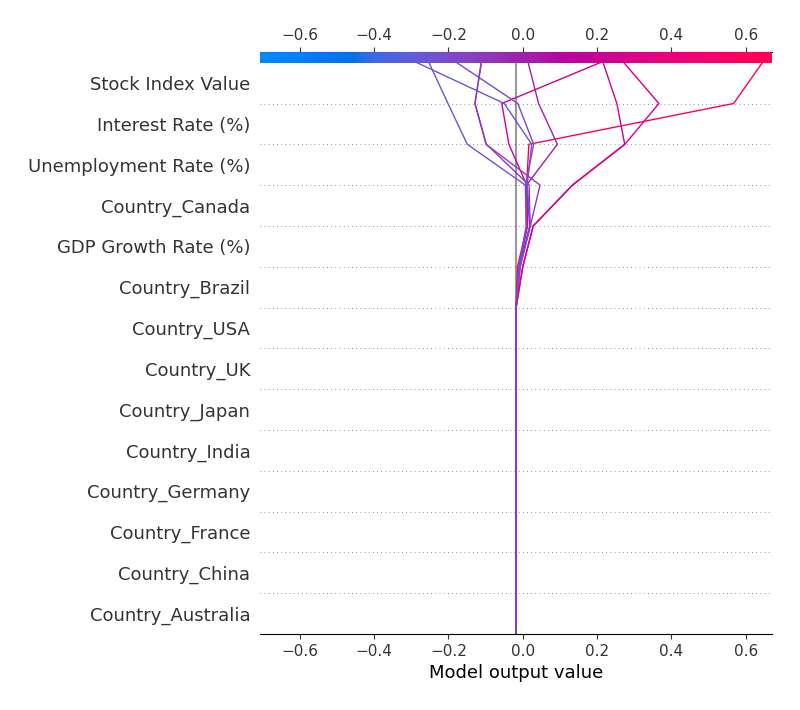 −0.6 −0.4 −0.2 0.0 0.2 0.4 0.6
Stock Index Value
Interest Rate (%)
Unemployment Rate (%)
Country_Canada
GDP Growth Rate (%)
Country_Brazil
Country_USA
Country_UK
Country_Japan
Country_India
Country_Germany
Country_France
Country_China
Country_Australia
−0.6 −0.4 −0.2 0.0 0.2 0.4 0.6
Model output value